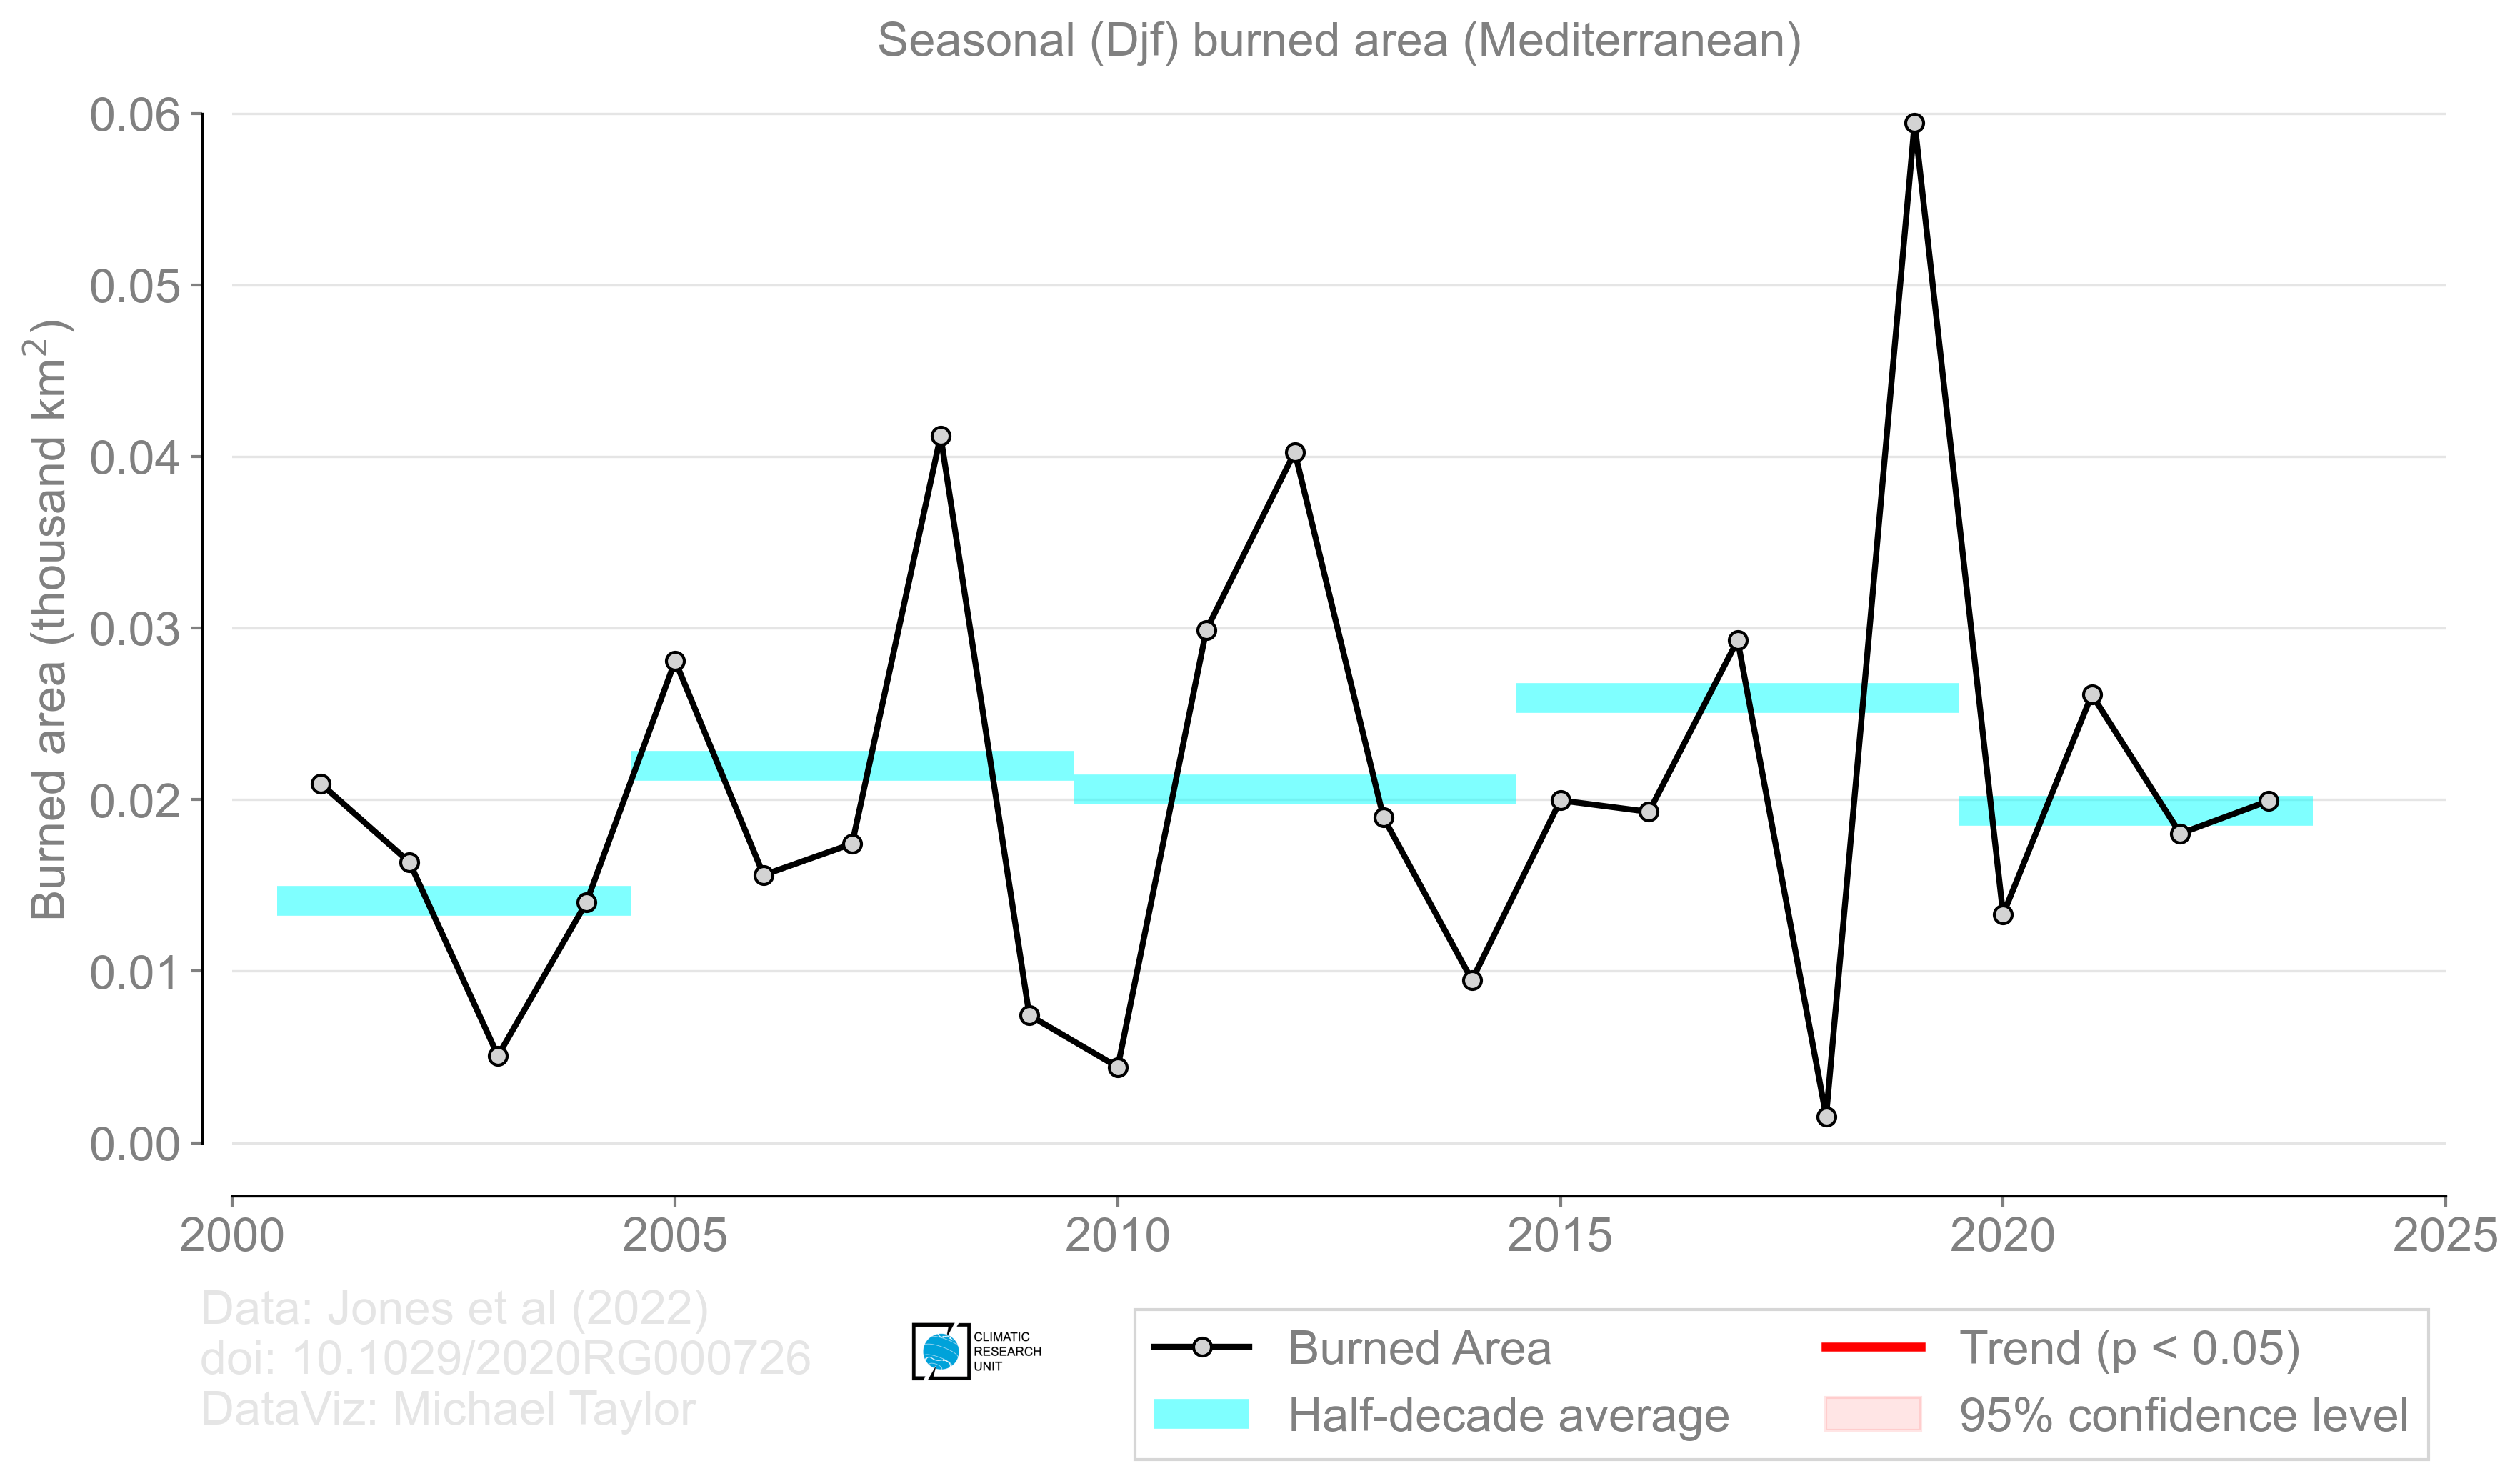 Seasonal (Djf) burned area (Mediterranean)
Burned area (thousand km²)
0.06
0.05
0.04
0.03
0.02
0.01
0.00
2000 2005 2010 2015 2020 2025
Data: Jones et al (2022)
doi: 10.1029/2020RG000726
DataViz: Michael Taylor
CLIMATIC
RESEARCH
UNIT
Burned Area
Half-decade average
Trend (p < 0.05)
95% confidence level